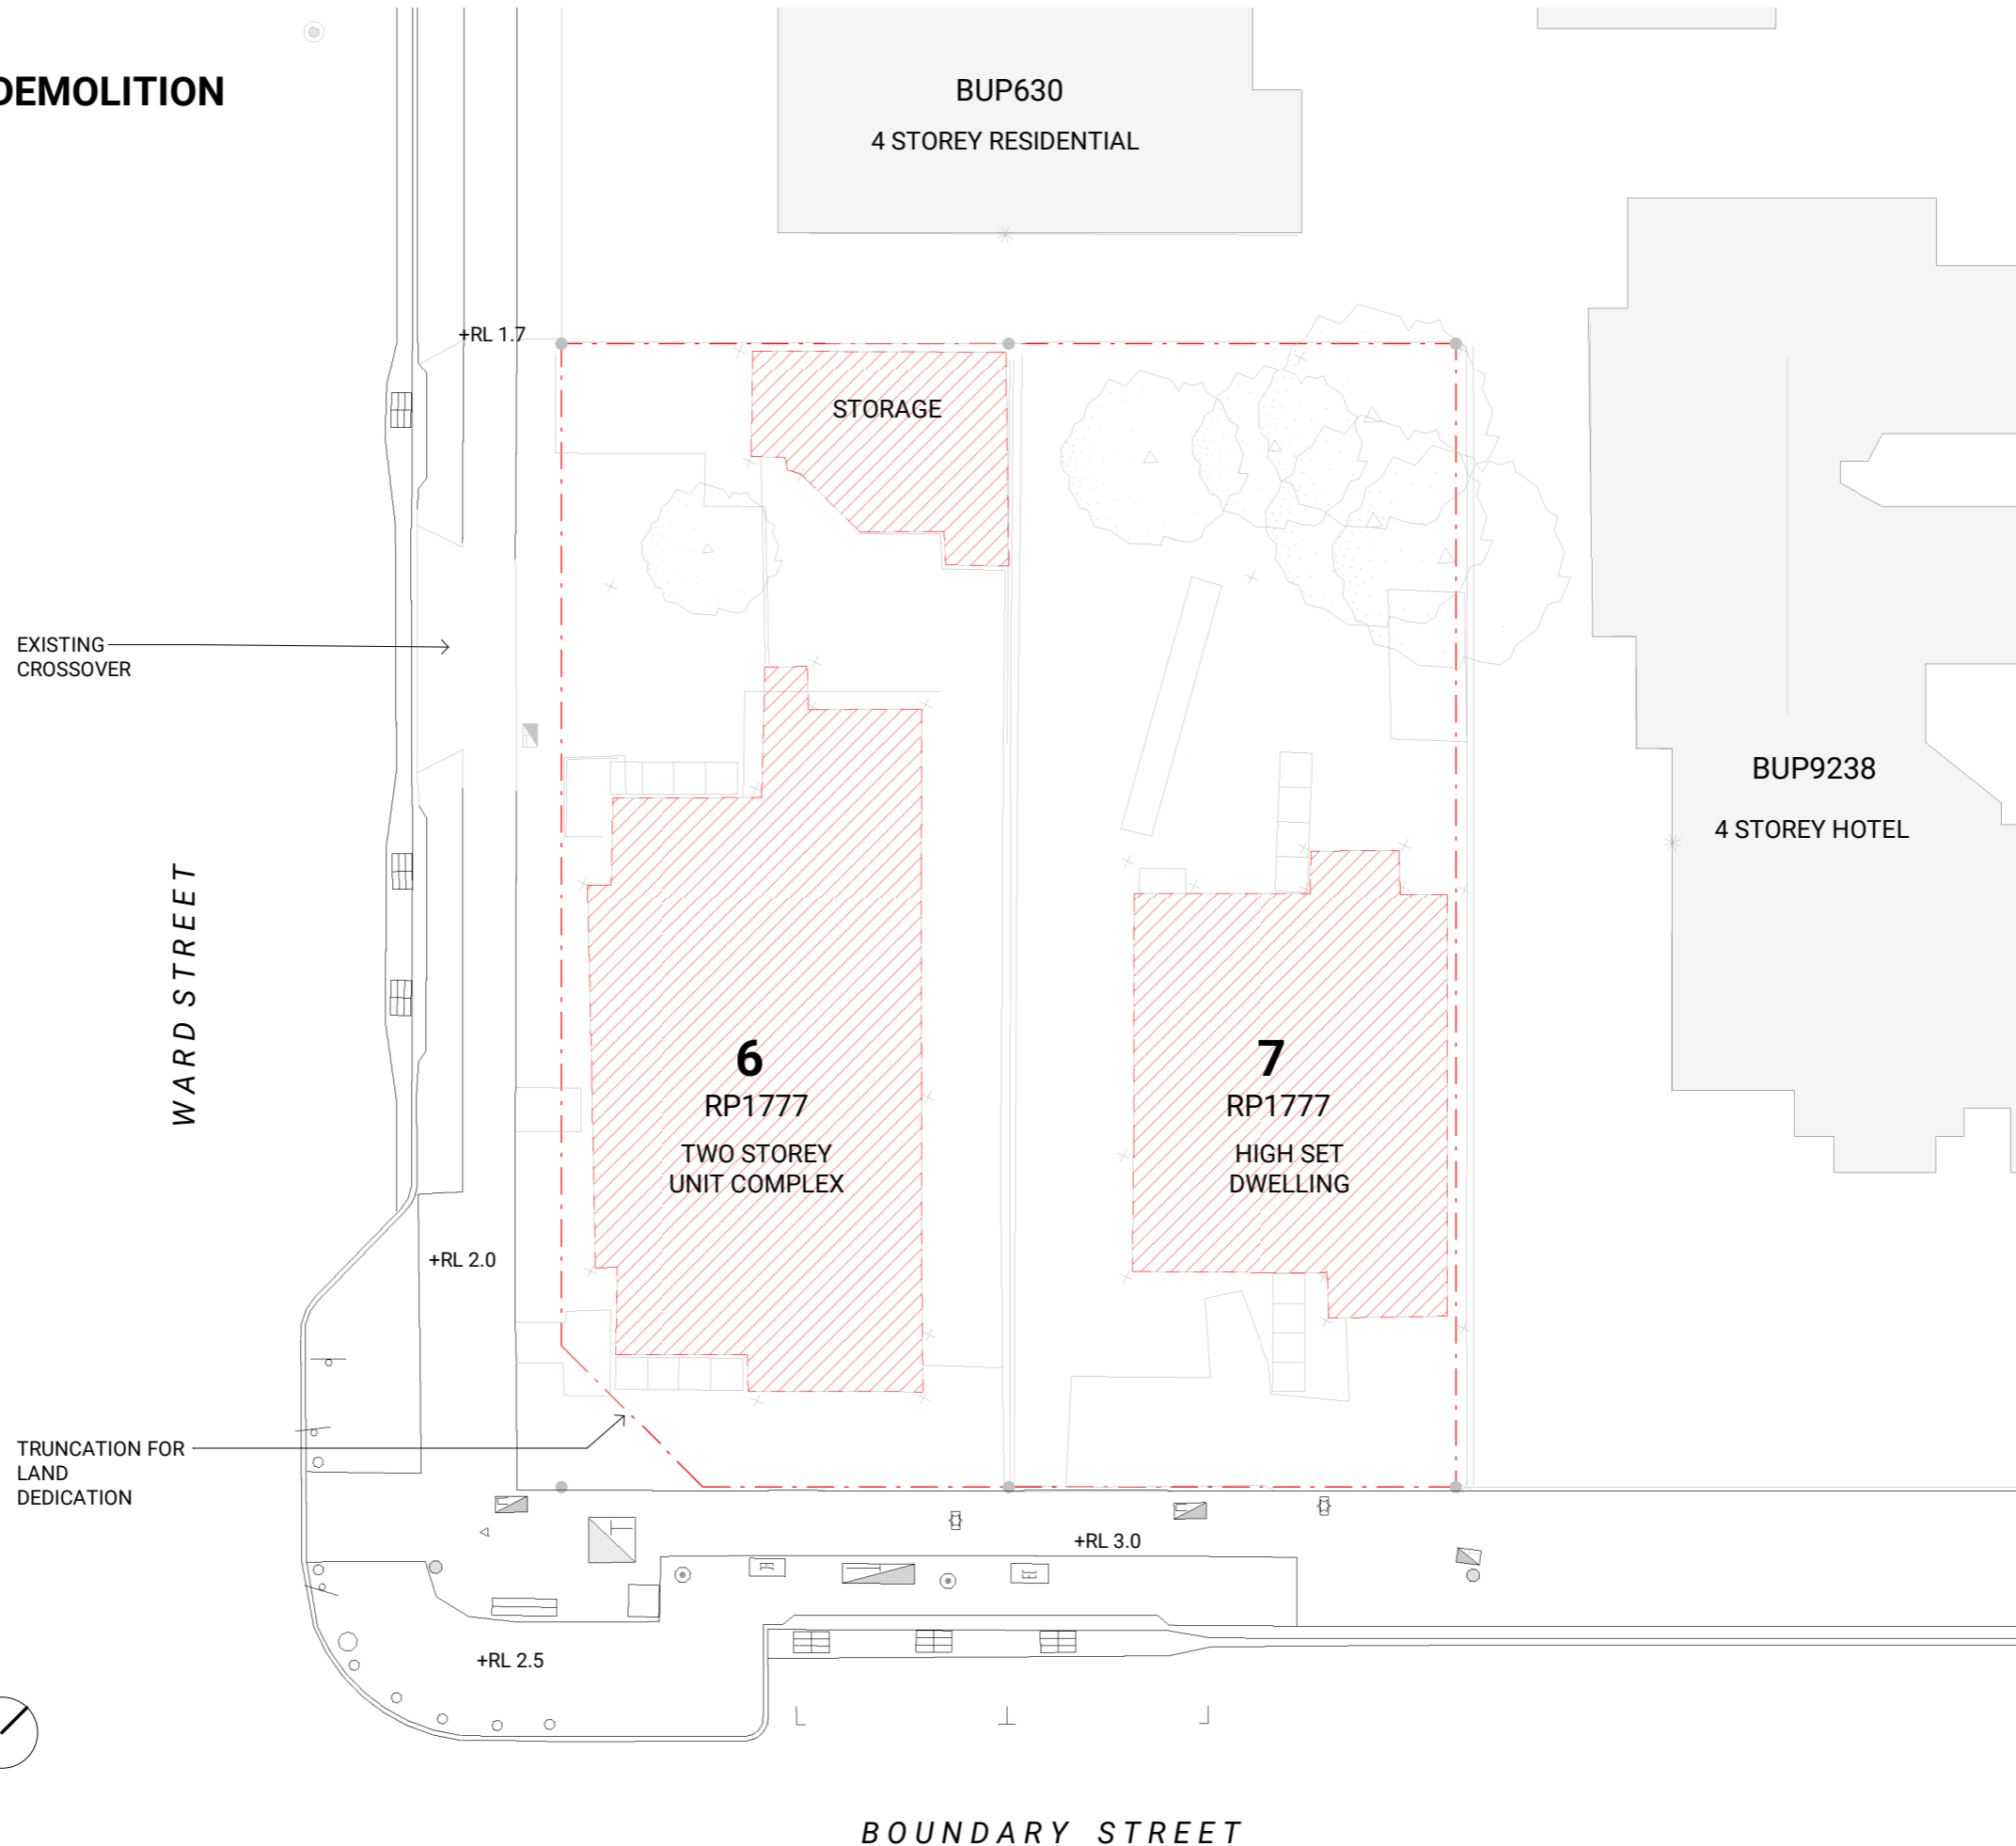 DEMOLITION
BUP630
4 STOREY RESIDENTIAL
+RL 1.7
STORAGE
EXISTING
CROSSOVER
BUP9238
4 STOREY HOTEL
WARD STREET
6
RP1777
TWO STOREY
UNIT COMPLEX
7
RP1777
HIGH SET
DWELLING
+RL 2.0
TRUNCATION FOR
LAND
DEDICATION
+RL 3.0
+RL 2.5
BOUNDARY STREET